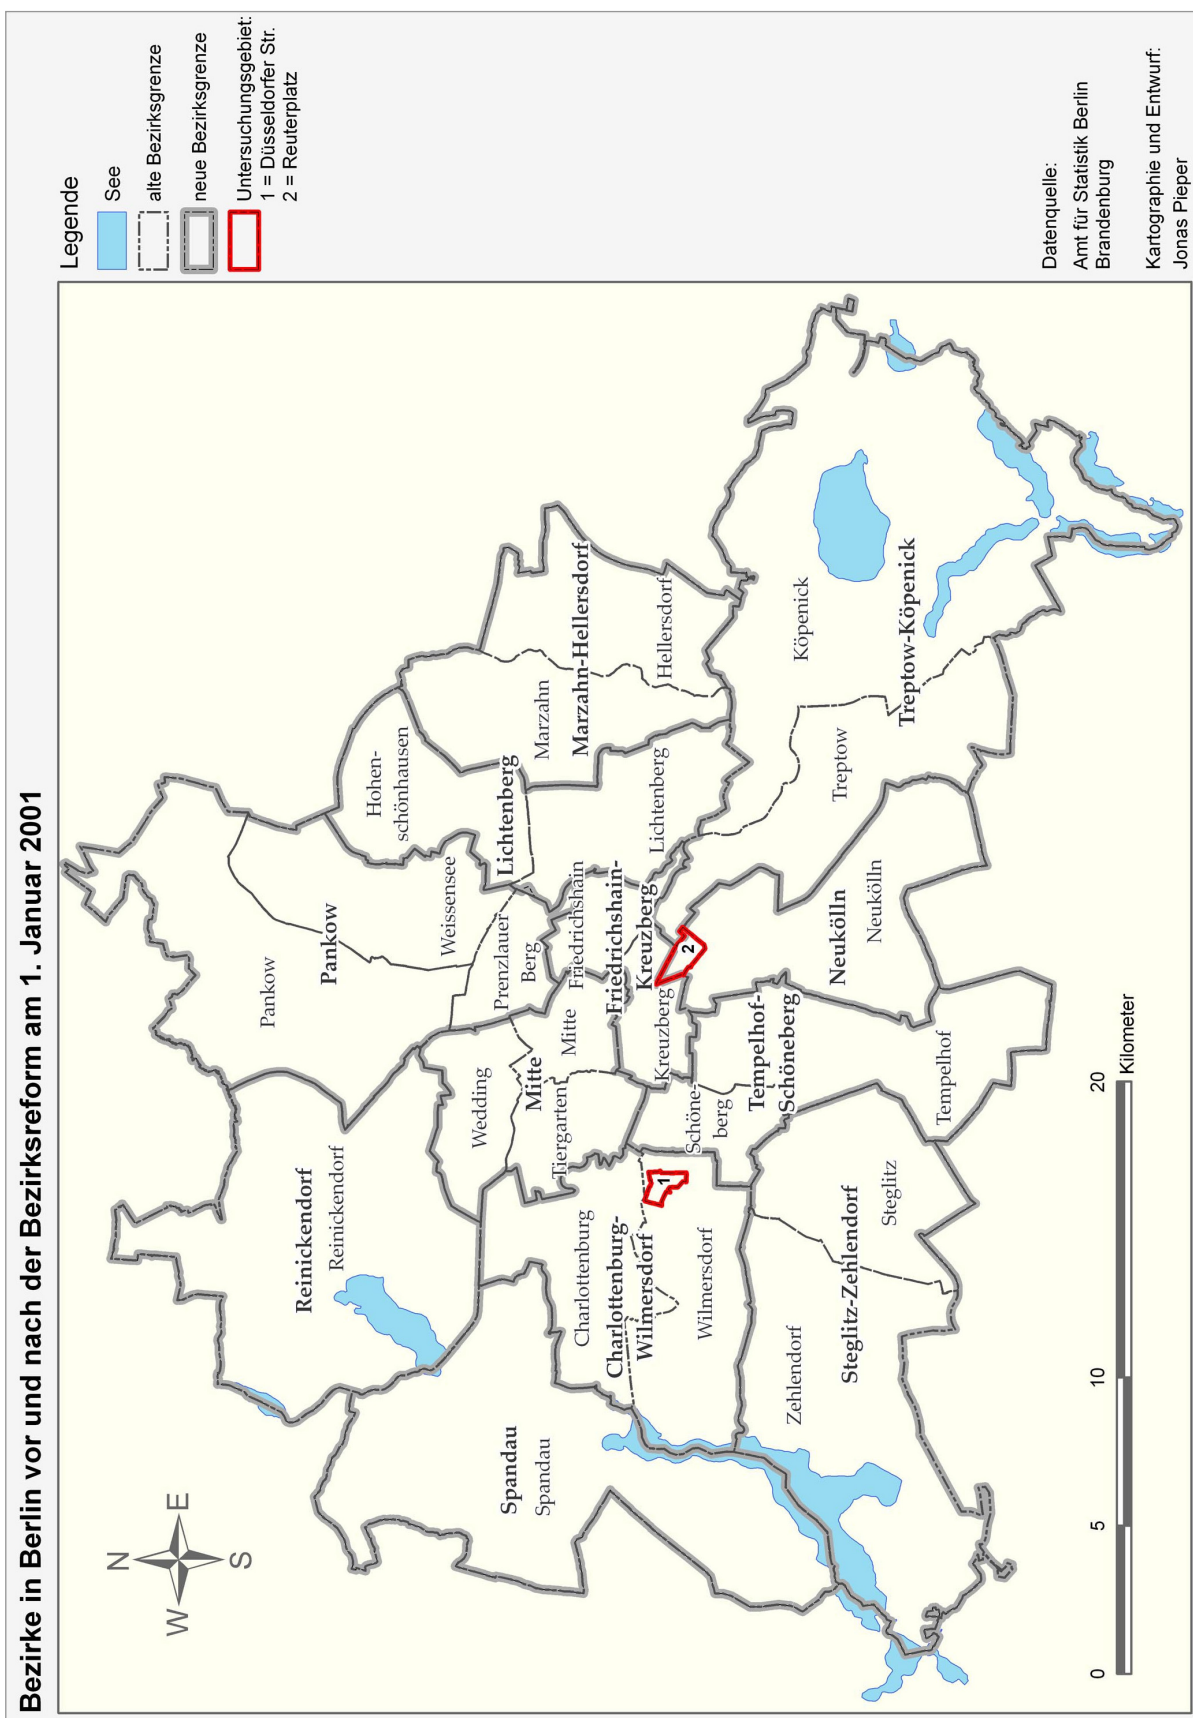 Bezirke in Berlin vor und nach der Bezirksreform am 1. Januar 2001
N
W
E
S
Pankow
Pankow
Reinickendorf
Reinickendorf
Hohen-
schönhausen
Weissensee
Wedding
Prenzlauer
Berg
Lichtenberg
Mitte
Mitte
Tiergarten
Friedrichshain
Friedrichshain-
Kreuzberg
Kreuzberg
Lichtenberg
Marzahn
Marzahn-Hellersdorf
Hellersdorf
Spandau
Spandau
Charlottenburg
Charlottenburg-
Wilmersdorf
Wilmersdorf
1
2
Schöne-
berg
Tempelhof-
Schöneberg
Tempelhof
Zehlendorf
Steglitz-Zehlendorf
Steglitz
Neukölln
Neukölln
Treptow
Köpenick
Treptow-Köpenick
0
5
10
20
Kilometer
Legende
See
alte Bezirksgrenze
neue Bezirksgrenze
Untersuchungsgebiet:
1 = Düsseldorfer Str.
2 = Reuterplatz
Datenquelle:
Amt für Statistik Berlin
Brandenburg
Kartographie und Entwurf:
Jonas Pieper